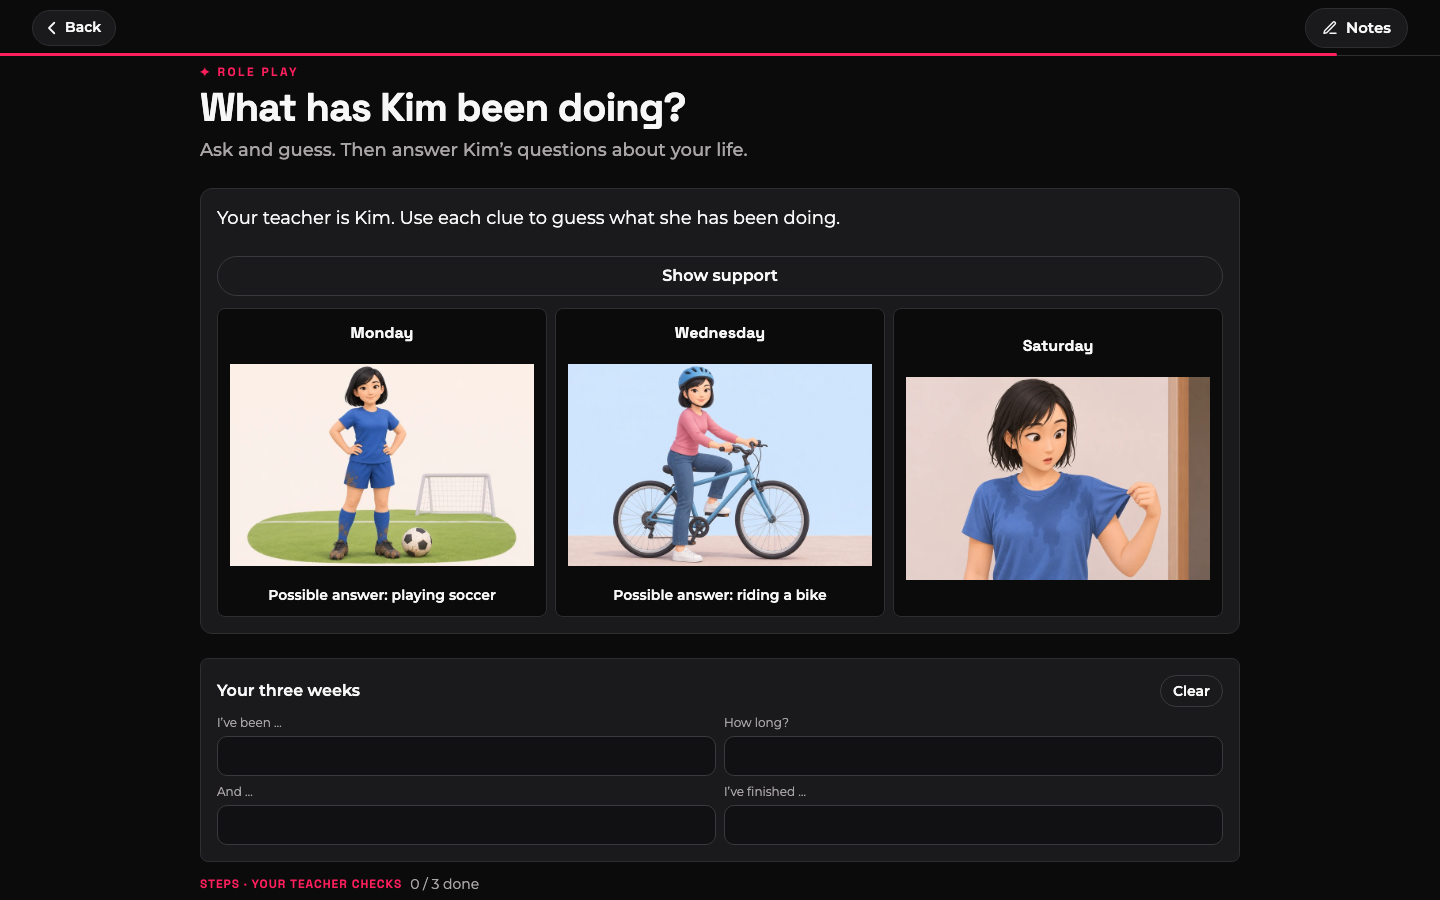 Back
Notes
ROLE PLAY
What has Kim been doing?
Ask and guess. Then answer Kim's questions about your life.
Your teacher is Kim. Use each clue to guess what she has been doing.
Show support
Monday
Wednesday
Saturday
Possible answer: playing soccer
Possible answer: riding a bike
Your three weeks
Clear
I've been ...
How long?
And ...
I've finished ...
STEPS · YOUR TEACHER CHECKS 0 / 3 done